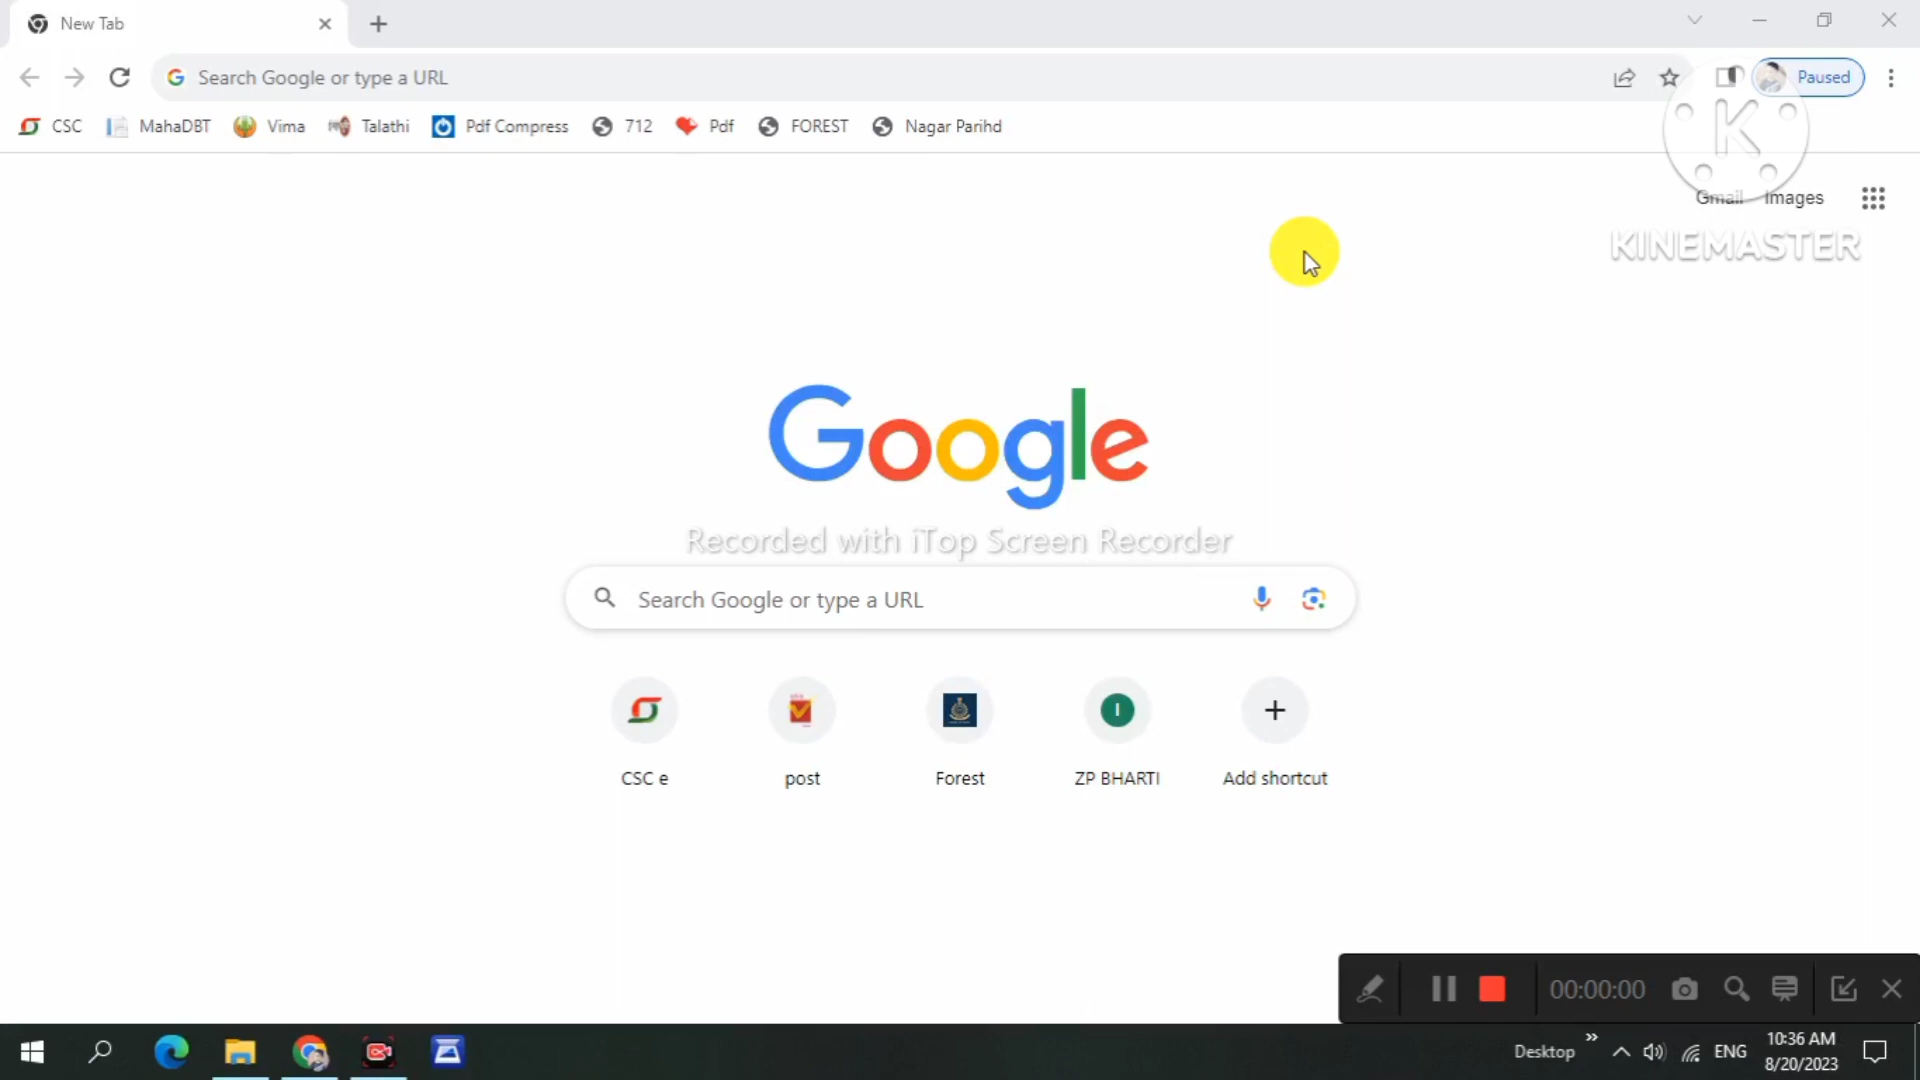 New Tab
Search Google or type a URL
Paused
CSC
MahaDBT
Vima
Talathi
Pdf Compress
712
Pdf
FOREST
Nagar Parihd
K
Gmail
Images
KINEMASTER
Google
Recorded with iTop Screen Recorder
Search Google or type a URL
I
CSC e
post
Forest
ZP BHARTI
Add shortcut
00:00:00
Desktop
ENG
10:36 AM
8/20/2023